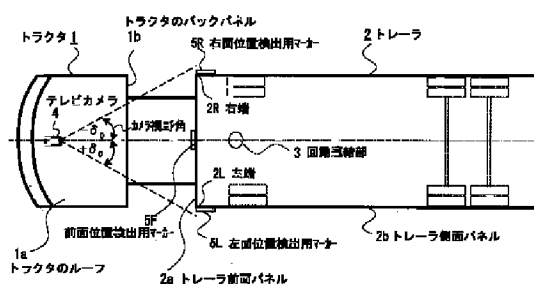 トラクタのバックパネル
1b
5R 右面位置検出用マーカー
トラクタ 1
2 トレーラ
テレビカメラ
4
2R 右端
+δ₀
カメラ視野角
-δ₀
3 回動連結部
2L 左端
5F
前面位置検出用マーカー
5L 左面位置検出用マーカー
1a
トラクタのルーフ
2a トレーラ前面パネル
2b トレーラ側面パネル